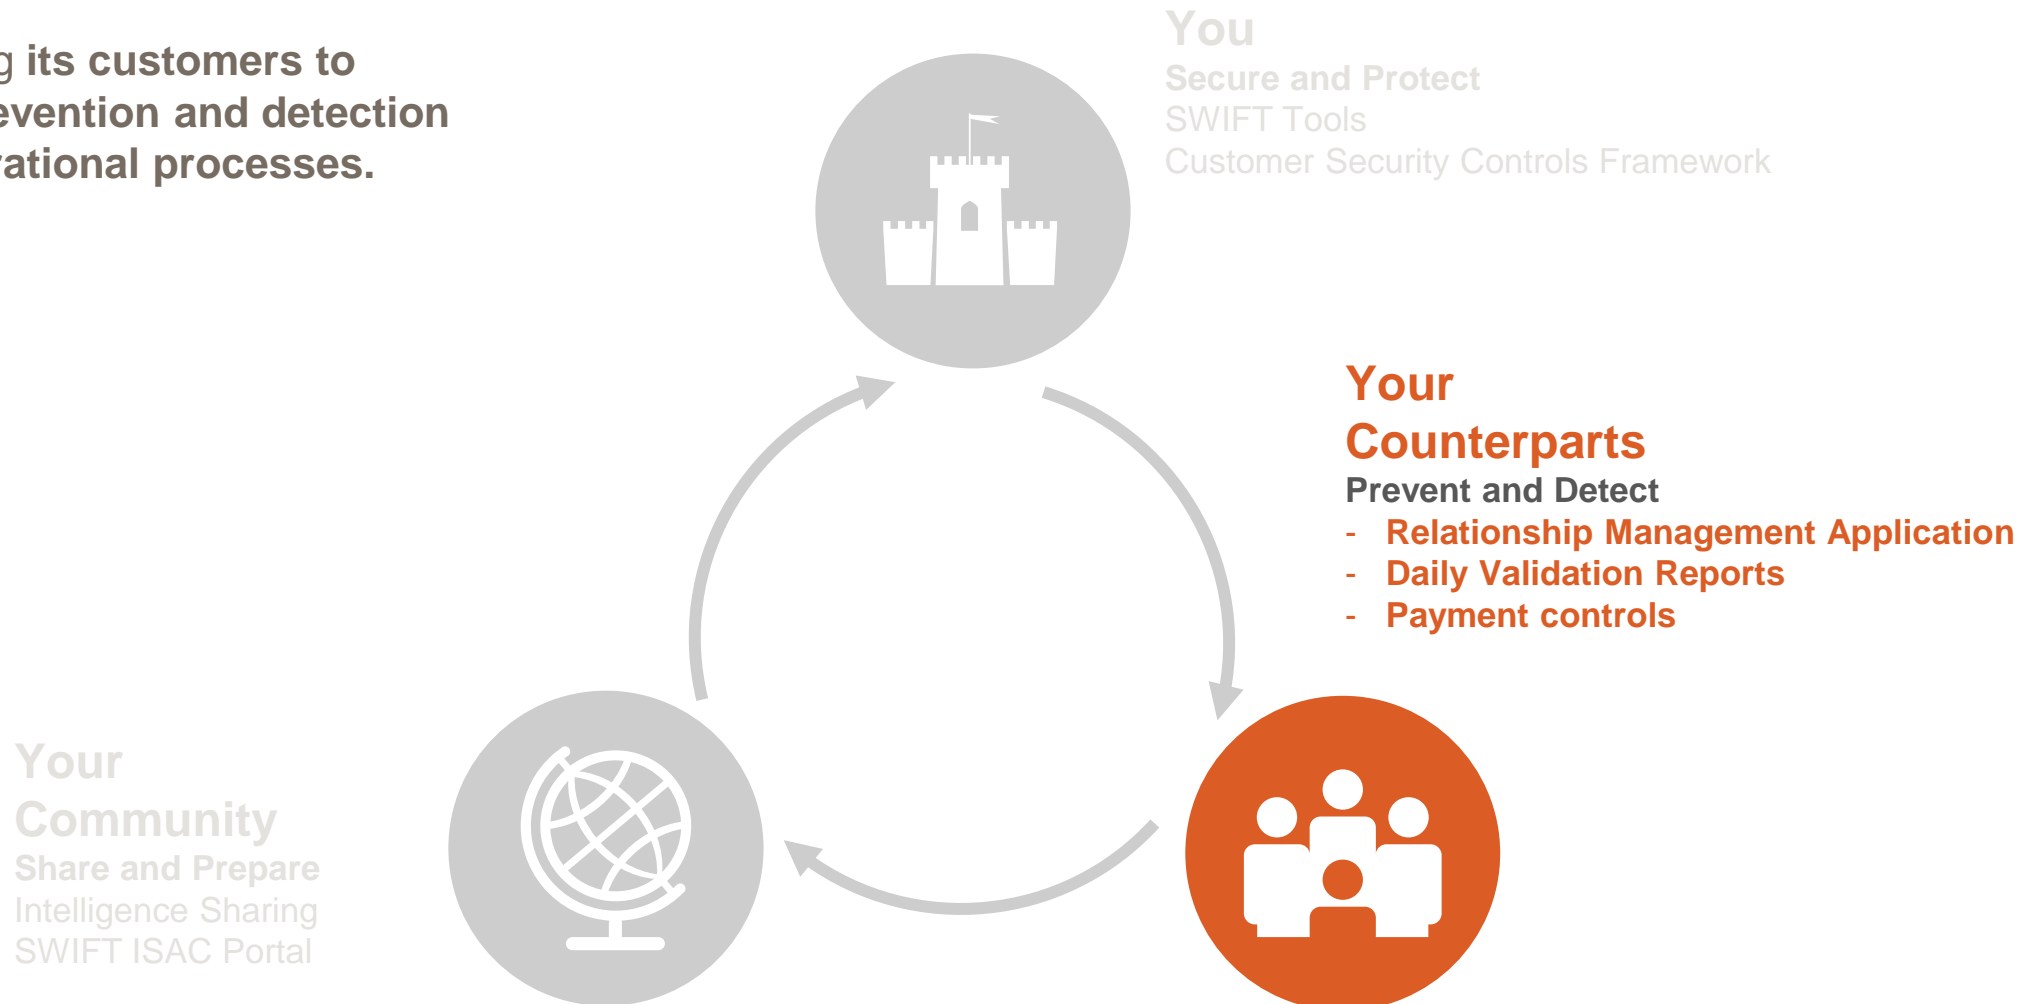 its customers to
and detection
processes.
You
Secure and Protect
SWIFT Tools
Customer Security Controls Framework
Your
Counterparts
Prevent and Detect
- Relationship Management Application
- Daily Validation Reports
- Payment controls
Your
Community
Share and Prepare
Intelligence Sharing
SWIFT ISAC Portal